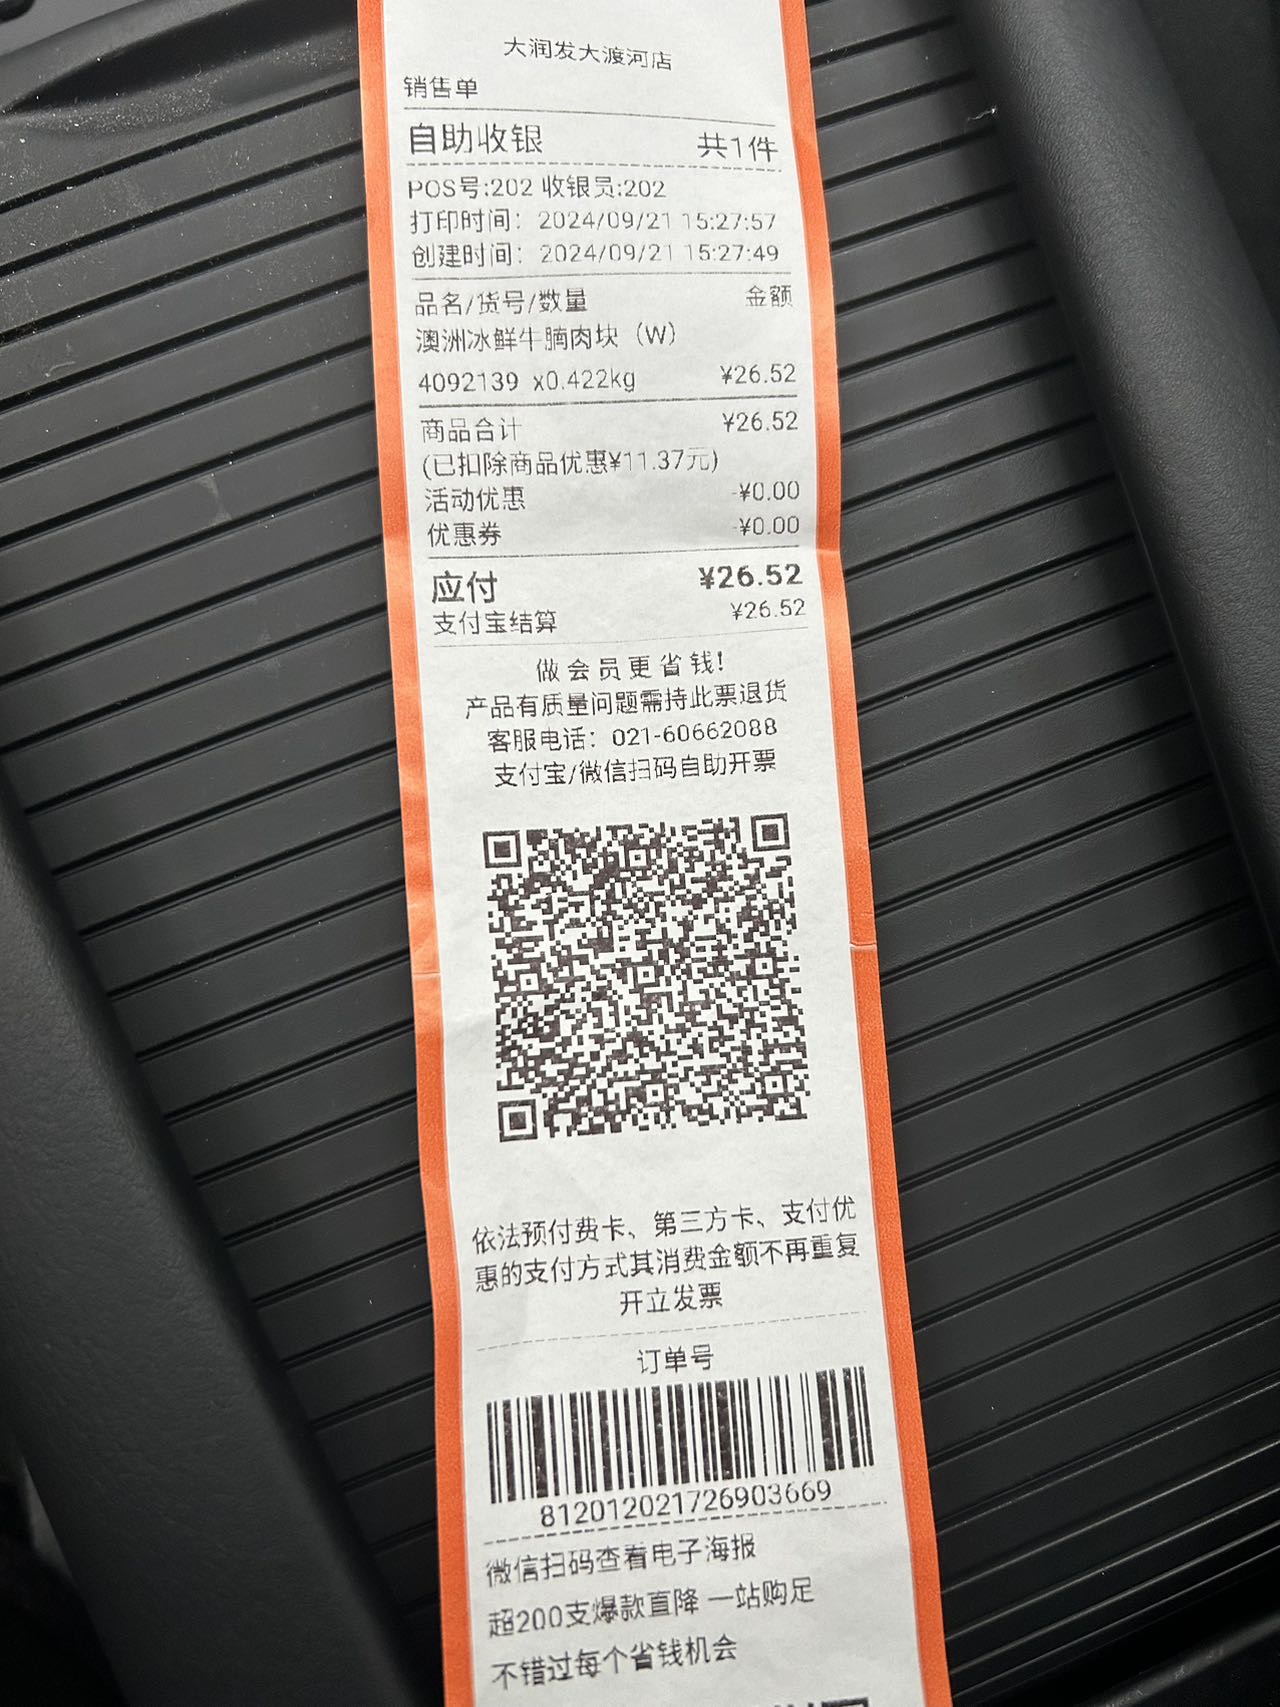 大润发大渡河店
销售单
自助收银 共1件
POS号:202 收银员:202
打印时间： 2024/09/21 15:27:57
创建时间： 2024/09/21 15:27:49
品名/货号/数量 金额
澳洲冰鲜牛腩肉块（W）
4092139 x0.422kg ¥26.52
商品合计 ¥26.52
(已扣除商品优惠¥11.37元)
活动优惠 -¥0.00
优惠券 -¥0.00
应付 ¥26.52
支付宝结算 ¥26.52
做会员更省钱!
产品有质量问题需持此票退货
客服电话：021-60662088
支付宝/微信扫码自助开票
依法预付费卡、第三方卡、支付优
惠的支付方式其消费金额不再重复
开立发票
订单号
812012021726903669
微信扫码查看电子海报
超200支爆款直降 一站购足
不错过每个省钱机会